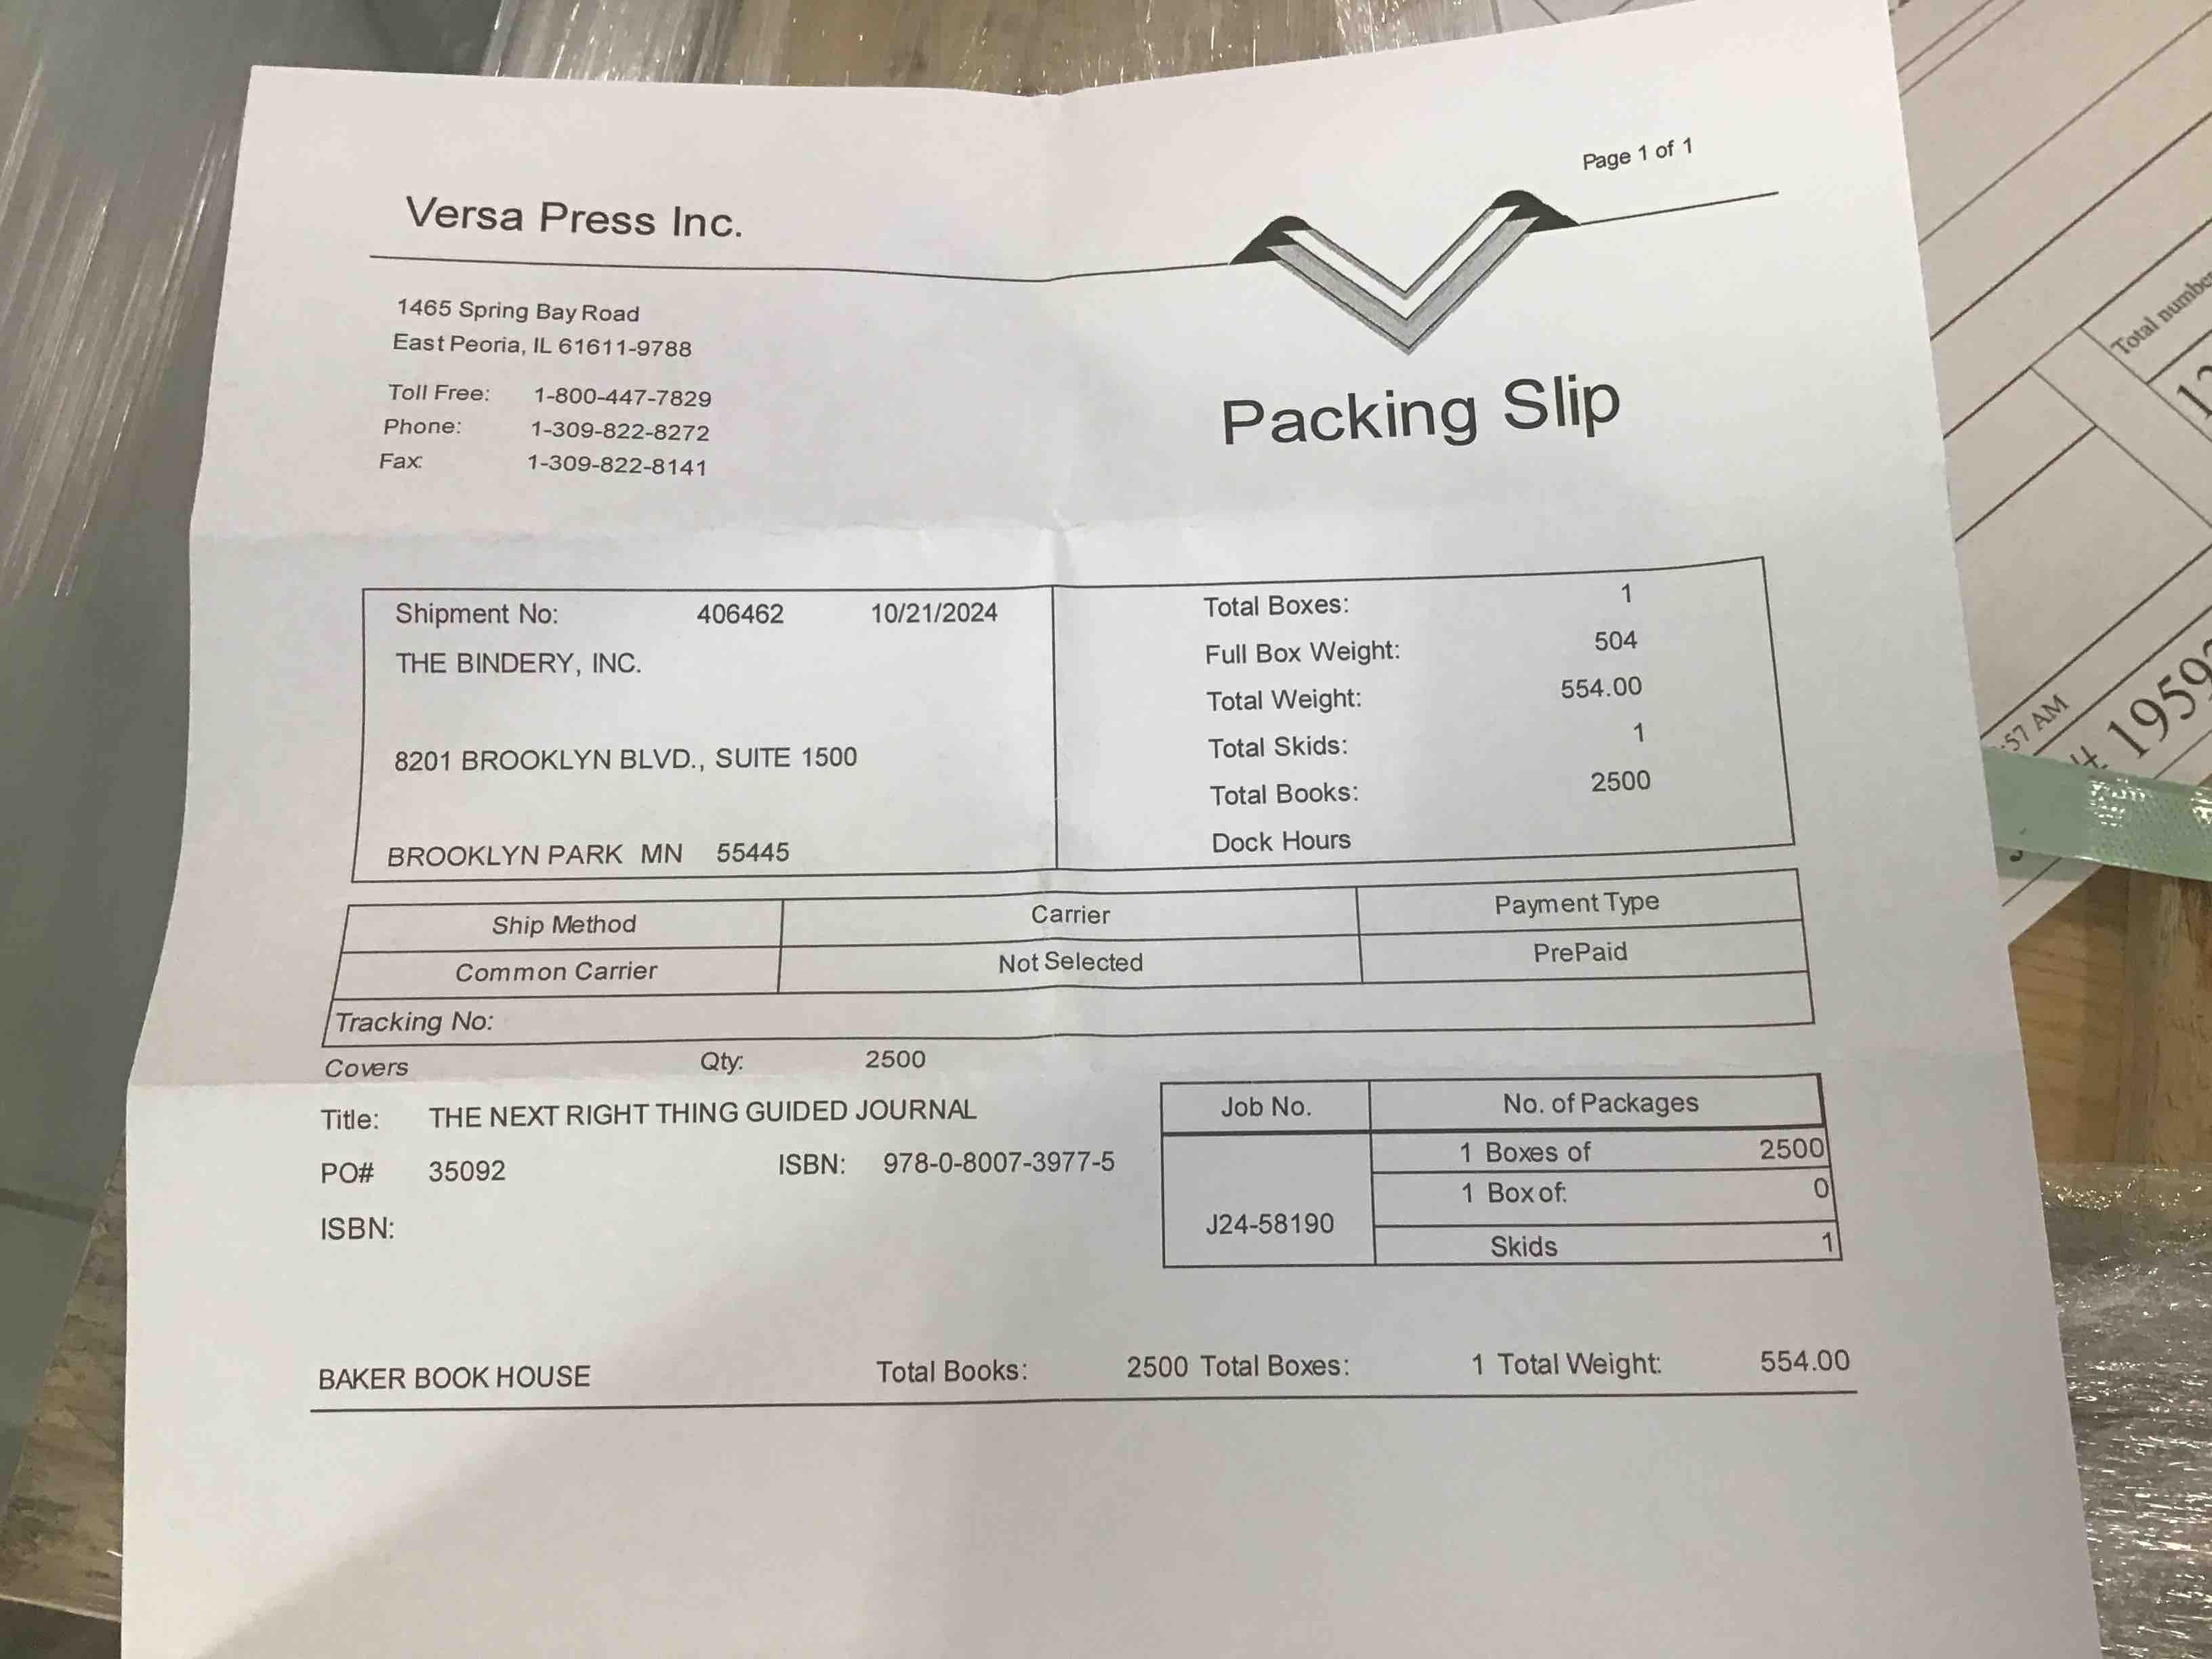 Page 1 of 1
Versa Press Inc.
1465 Spring Bay Road
East Peoria, IL 61611-9788
Toll Free: 1-800-447-7829
Phone: 1-309-822-8272
Fax: 1-309-822-8141
Packing Slip
Shipment No: 406462 10/21/2024
THE BINDERY, INC.
8201 BROOKLYN BLVD., SUITE 1500
BROOKLYN PARK MN 55445
Total Boxes: 1
Full Box Weight: 504
Total Weight: 554.00
Total Skids: 1
Total Books: 2500
Dock Hours
Ship Method Carrier Payment Type
Common Carrier Not Selected PrePaid
Tracking No:
Covers Qty: 2500
Title: THE NEXT RIGHT THING GUIDED JOURNAL
PO# 35092 ISBN: 978-0-8007-3977-5
ISBN:
Job No. No. of Packages
1 Boxes of 2500
1 Box of: 0
J24-58190
Skids 1
BAKER BOOK HOUSE Total Books: 2500 Total Boxes: 1 Total Weight: 554.00
Total number
:57 AM